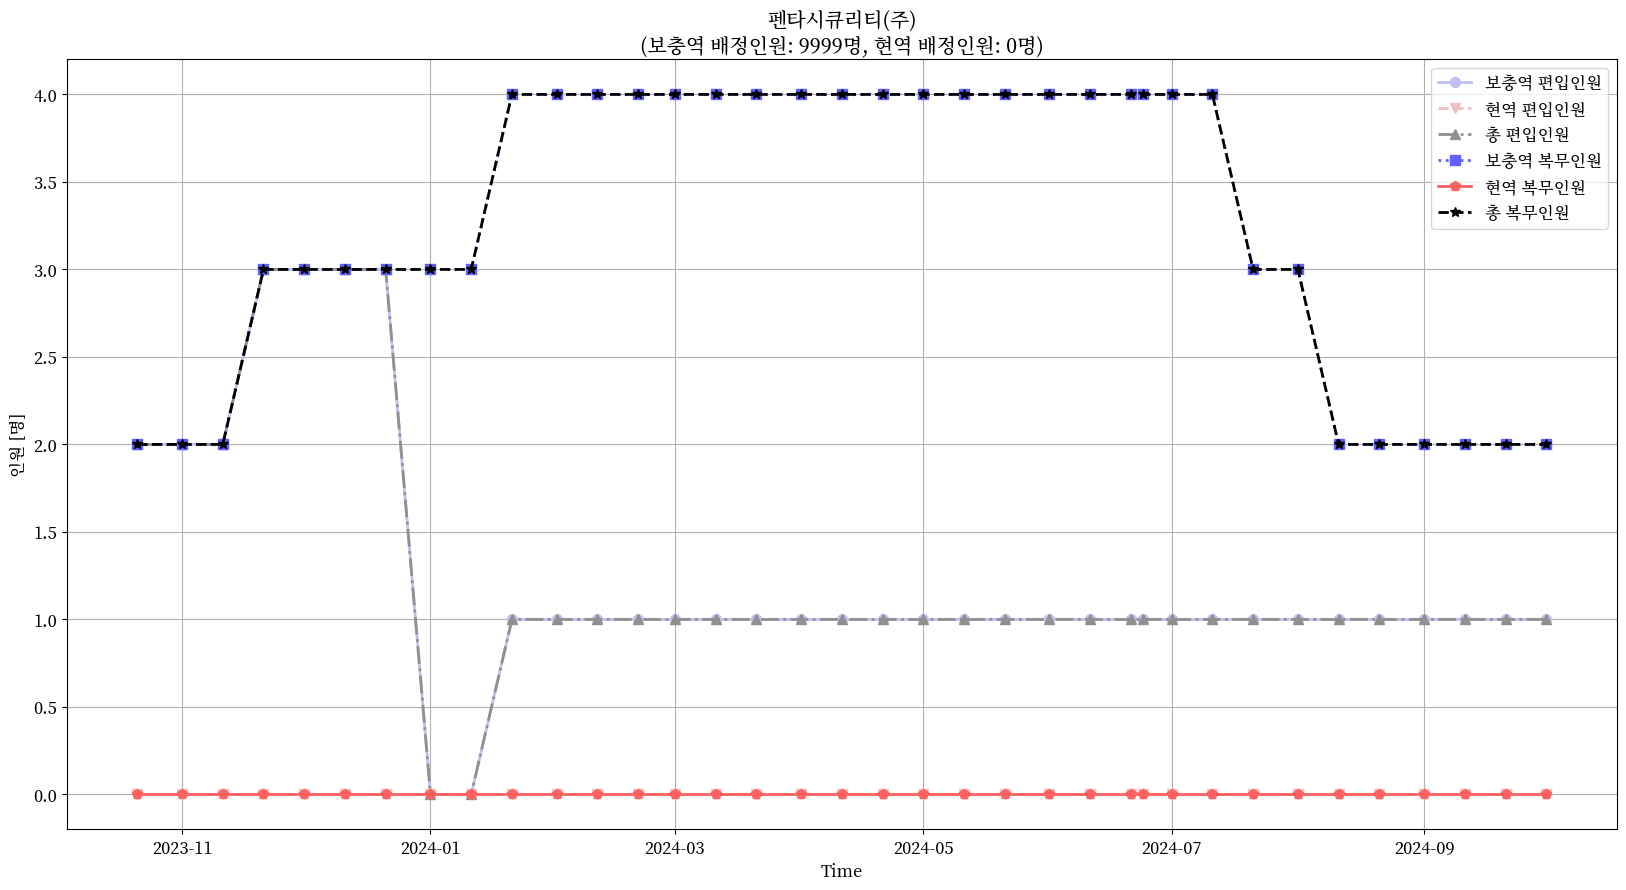 펜타시큐리티(주)
(보충역 배정인원: 9999명, 현역 배정인원: 0명)
보충역 편입인원
현역 편입인원
총 편입인원
보충역 복무인원
현역 복무인원
총 복무인원
4.0
3.5
3.0
2.5
2.0
1.5
1.0
0.5
0.0
인원 [명]
2023-11
2024-01
2024-03
2024-05
2024-07
2024-09
Time